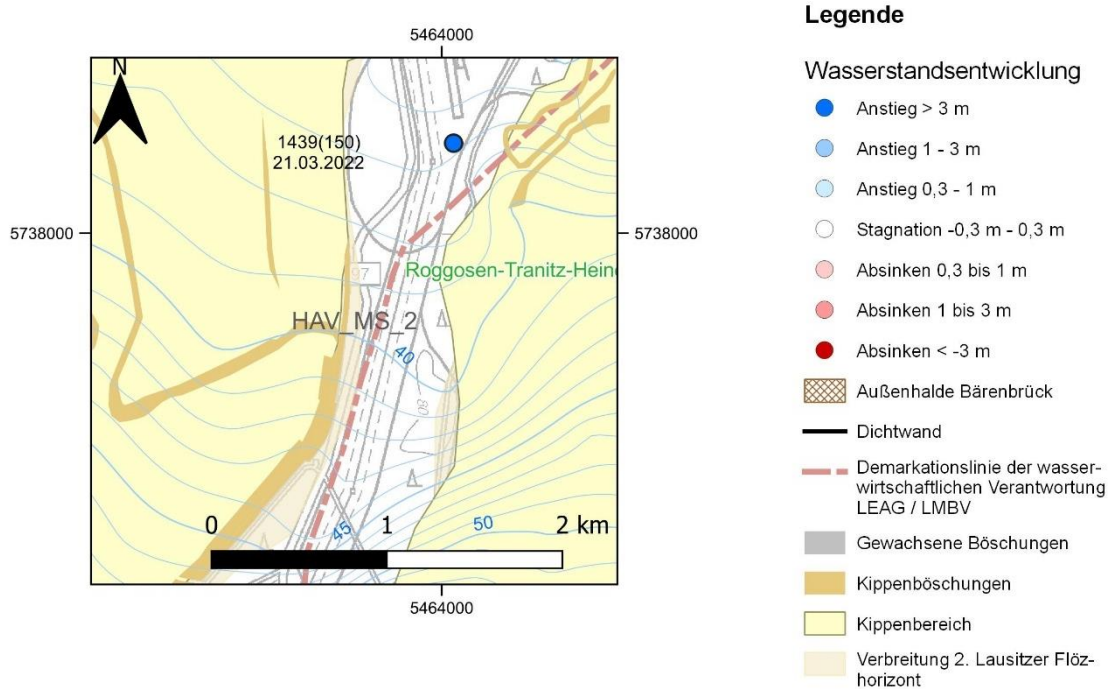 5464000
N
1439(150)
21.03.2022
5738000
5738000
97
Roggosen-Tranitz-Hein
HAV_MS_2
40
80
0 1 2 km
45
50
5464000
Legende
Wasserstandsentwicklung
Anstieg > 3 m
Anstieg 1 - 3 m
Anstieg 0,3 - 1 m
Stagnation -0,3 m - 0,3 m
Absinken 0,3 bis 1 m
Absinken 1 bis 3 m
Absinken < -3 m
Außenhalde Bärenbrück
Dichtwand
Demarkationslinie der wasser-
wirtschaftlichen Verantwortung
LEAG / LMBV
Gewachsene Böschungen
Kippenböschungen
Kippenbereich
Verbreitung 2. Lausitzer Flöz-
horizont